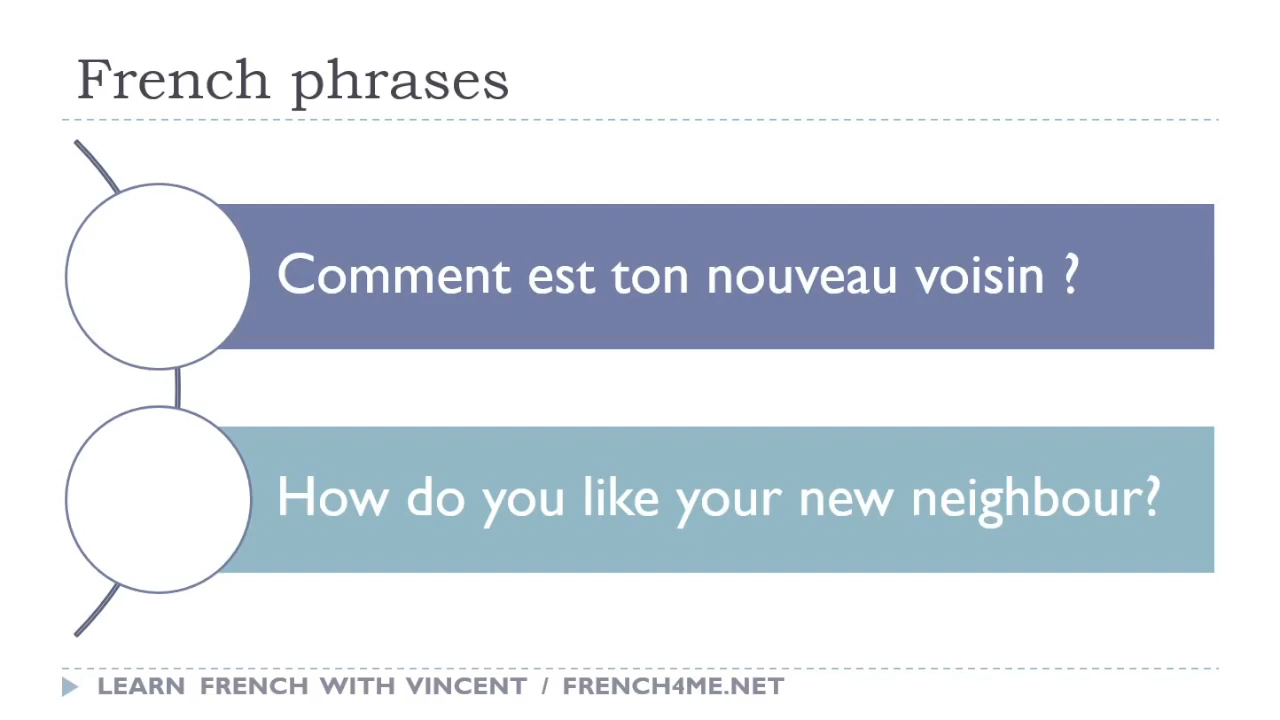 French phrases
Comment est ton nouveau voisin ?
How do you like your new neighbour?
LEARN FRENCH WITH VINCENT / FRENCH4ME.NET